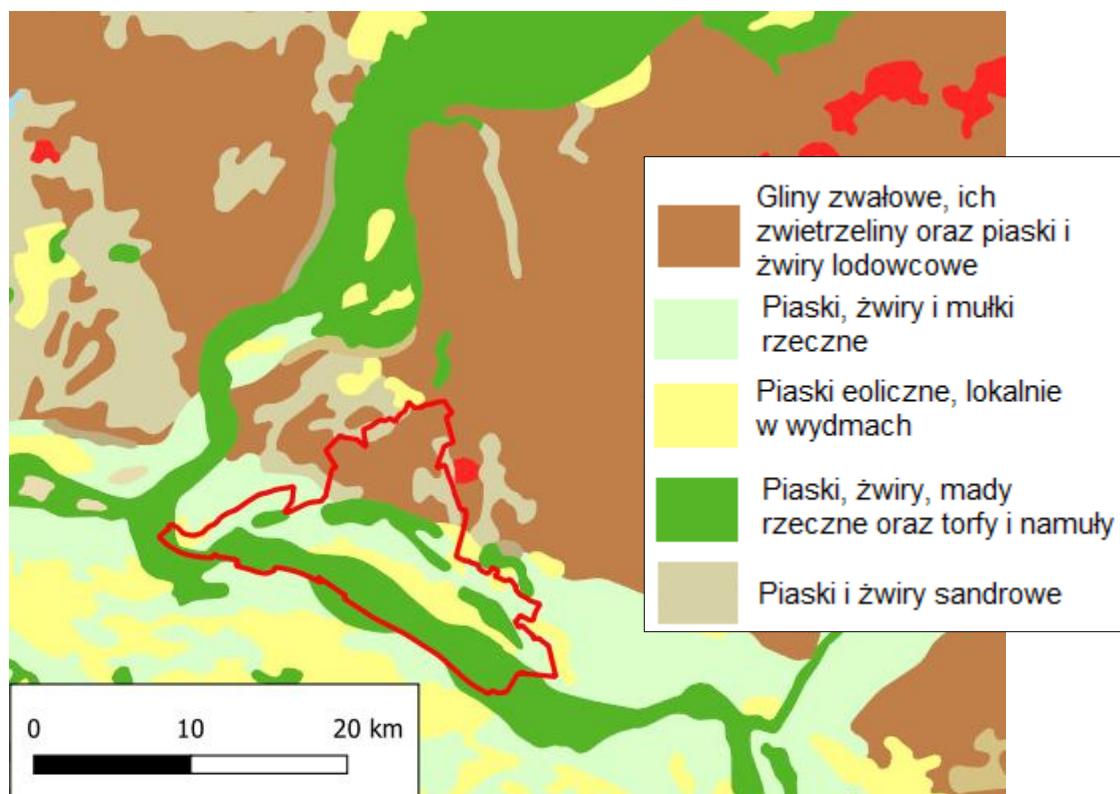 Gliny zwałowe, ich
zwietrzeliny oraz piaski i
żwiry lodowcowe
Piaski, żwiry i mułki
rzeczne
Piaski eoliczne, lokalnie
w wydmach
Piaski, żwiry, mady
rzeczne oraz torfy i namuły
Piaski i żwiry sandrowe
0 10 20 km